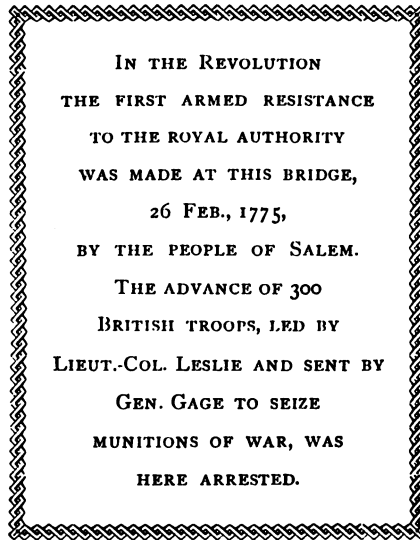 In the Revolution
the first armed resistance
to the royal authority
was made at this bridge,
26 Feb., 1775,
by the people of Salem.
The advance of 300
British troops, led by
Lieut.-Col. Leslie and sent by
Gen. Gage to seize
munitions of war, was
here arrested.